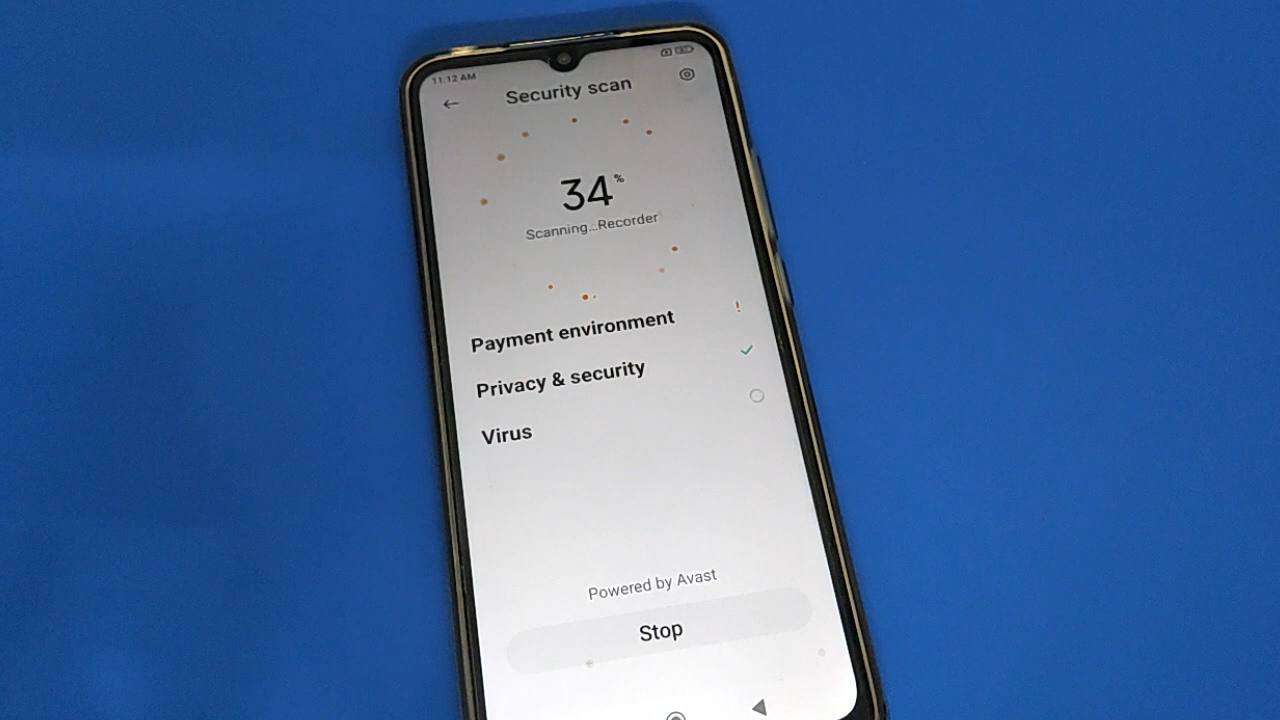 11:12 AM
Security scan
34%
Scanning...Recorder
Payment environment
Privacy & security
Virus
Powered by Avast
Stop